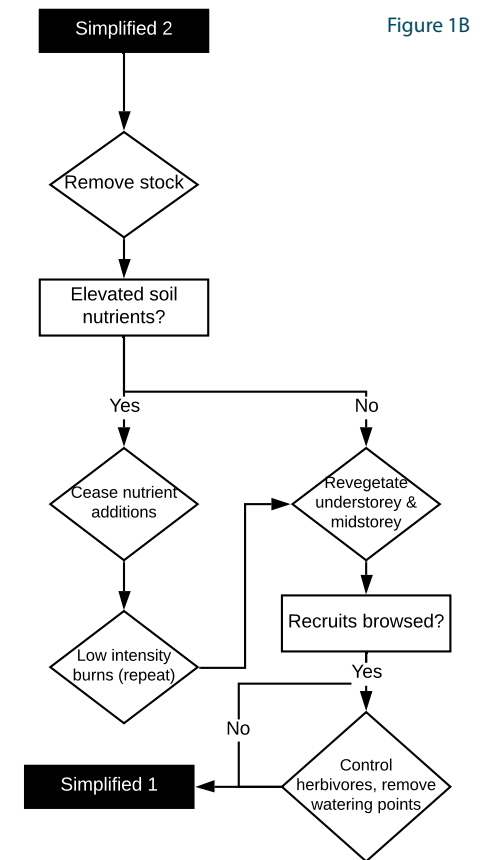 Simplified 2
Figure 1B
Remove stock
Elevated soil
nutrients?
Yes
No
Cease nutrient
additions
Revegetate
understorey &
midstorey
Low intensity
burns (repeat)
Recruits browsed?
Yes
No
Control
herbivores, remove
watering points
Simplified 1